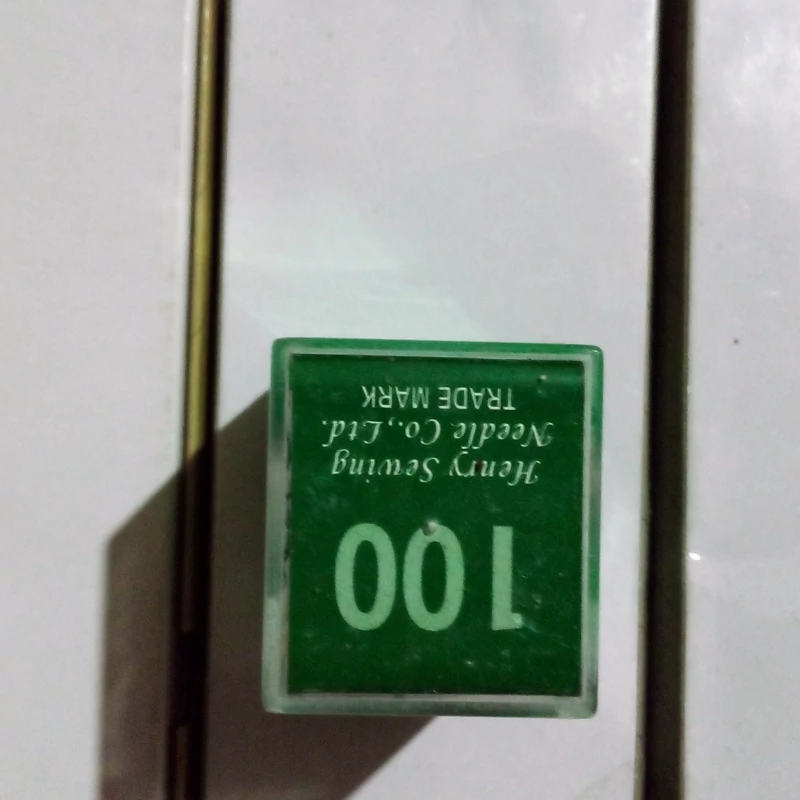 100
Henry Sewing
Needle Co., Ltd.
TRADE MARK